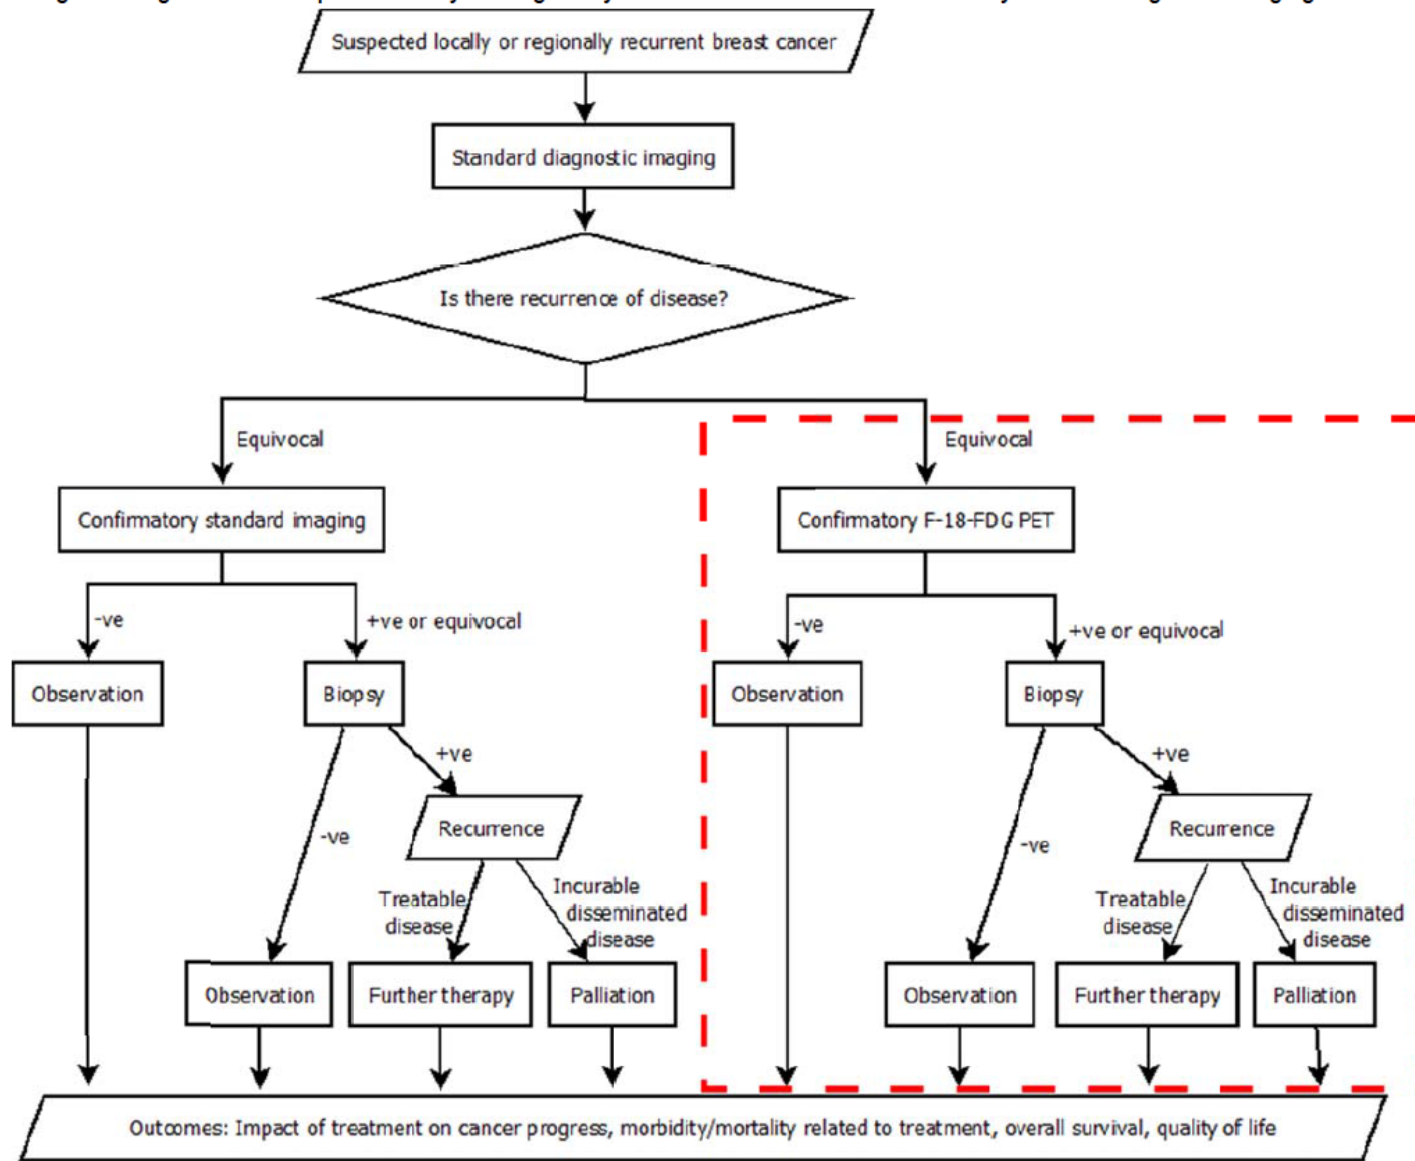 Suspected locally or regionally recurrent breast cancer
Standard diagnostic imaging
Is there recurrence of disease?
Equivocal
Equivocal
Confirmatory standard imaging
Confirmatory F-18-FDG PET
-ve
+ve or equivocal
-ve
+ve or equivocal
Observation
Biopsy
Observation
Biopsy
+ve
+ve
-ve
Recurrence
-ve
Recurrence
Treatable
disease
Incurable
disseminated
disease
Treatable
disease
Incurable
disseminated
disease
Observation
Further therapy
Palliation
Observation
Further therapy
Palliation
Outcomes: Impact of treatment on cancer progress, morbidity/mortality related to treatment, overall survival, quality of life